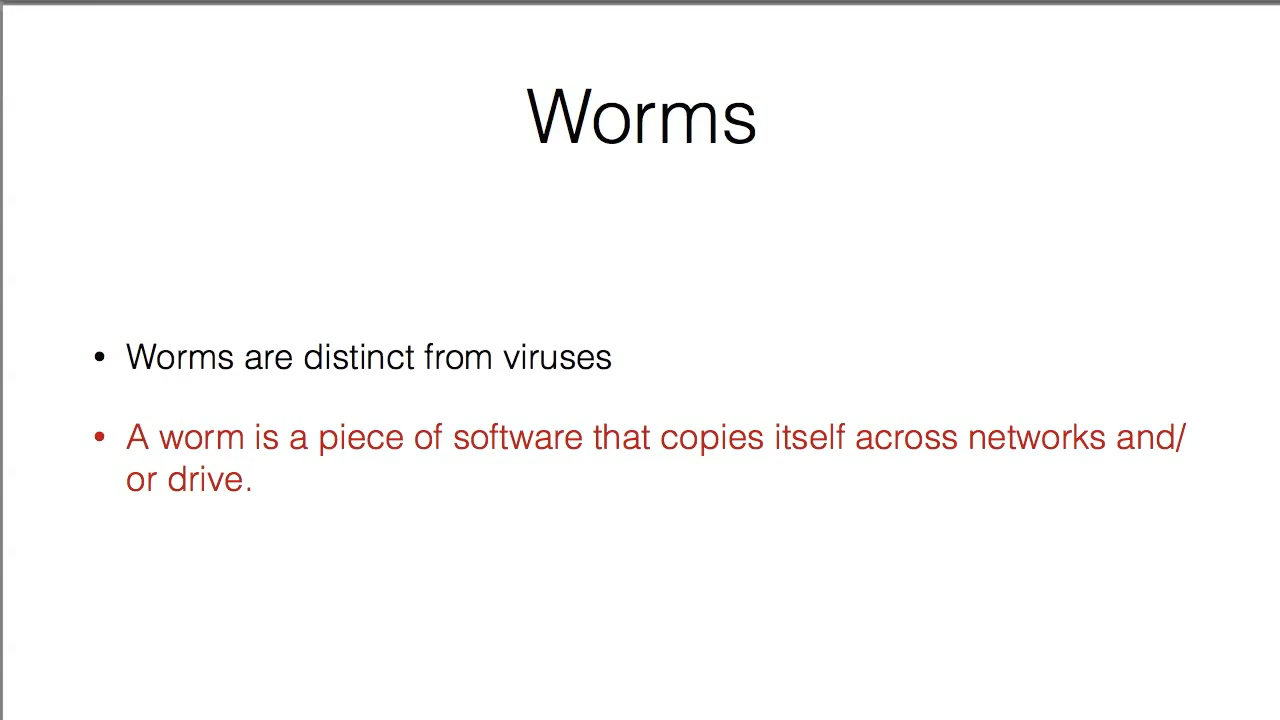 Worms
• Worms are distinct from viruses
• A worm is a piece of software that copies itself across networks and/
or drive.